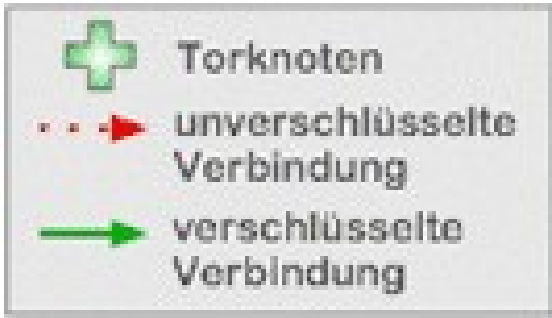 Torknoten
unverschlüsselte
Verbindung
verschlüsselte
Verbindung